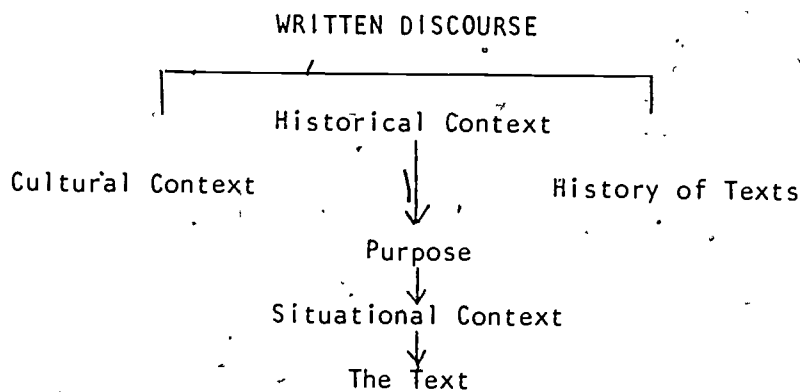 WRITTEN DISCOURSE
Historical Context
Cultural Context
History of Texts
Purpose
Situational Context
The Text